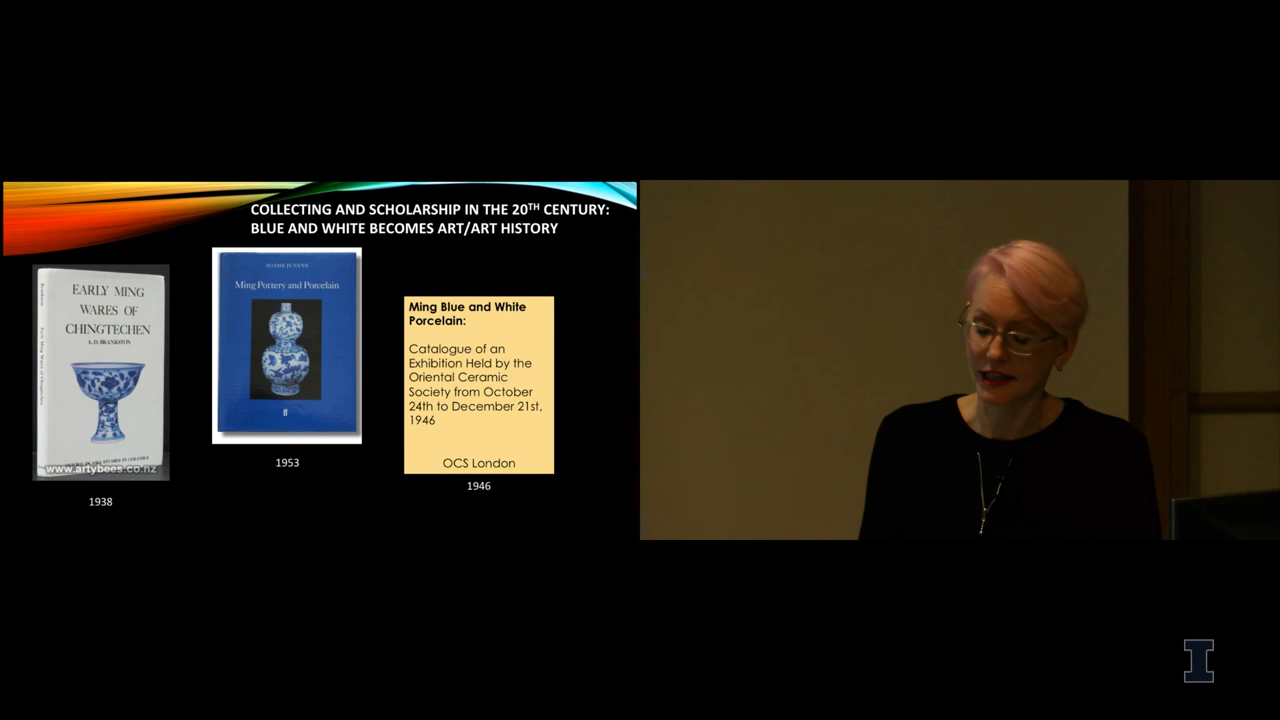 COLLECTING AND SCHOLARSHIP IN THE 20TH CENTURY:
BLUE AND WHITE BECOMES ART/ART HISTORY
EARLY MING
WARES OF
CHINGTECHEN
A. D. BRANKSTON
www.artybees.co.nz
1938
SOAME JENYNS
Ming Pottery and Porcelain
ff
1953
Ming Blue and White
Porcelain:
Catalogue of an
Exhibition Held by the
Oriental Ceramic
Society from October
24th to December 21st,
1946
OCS London
1946
I